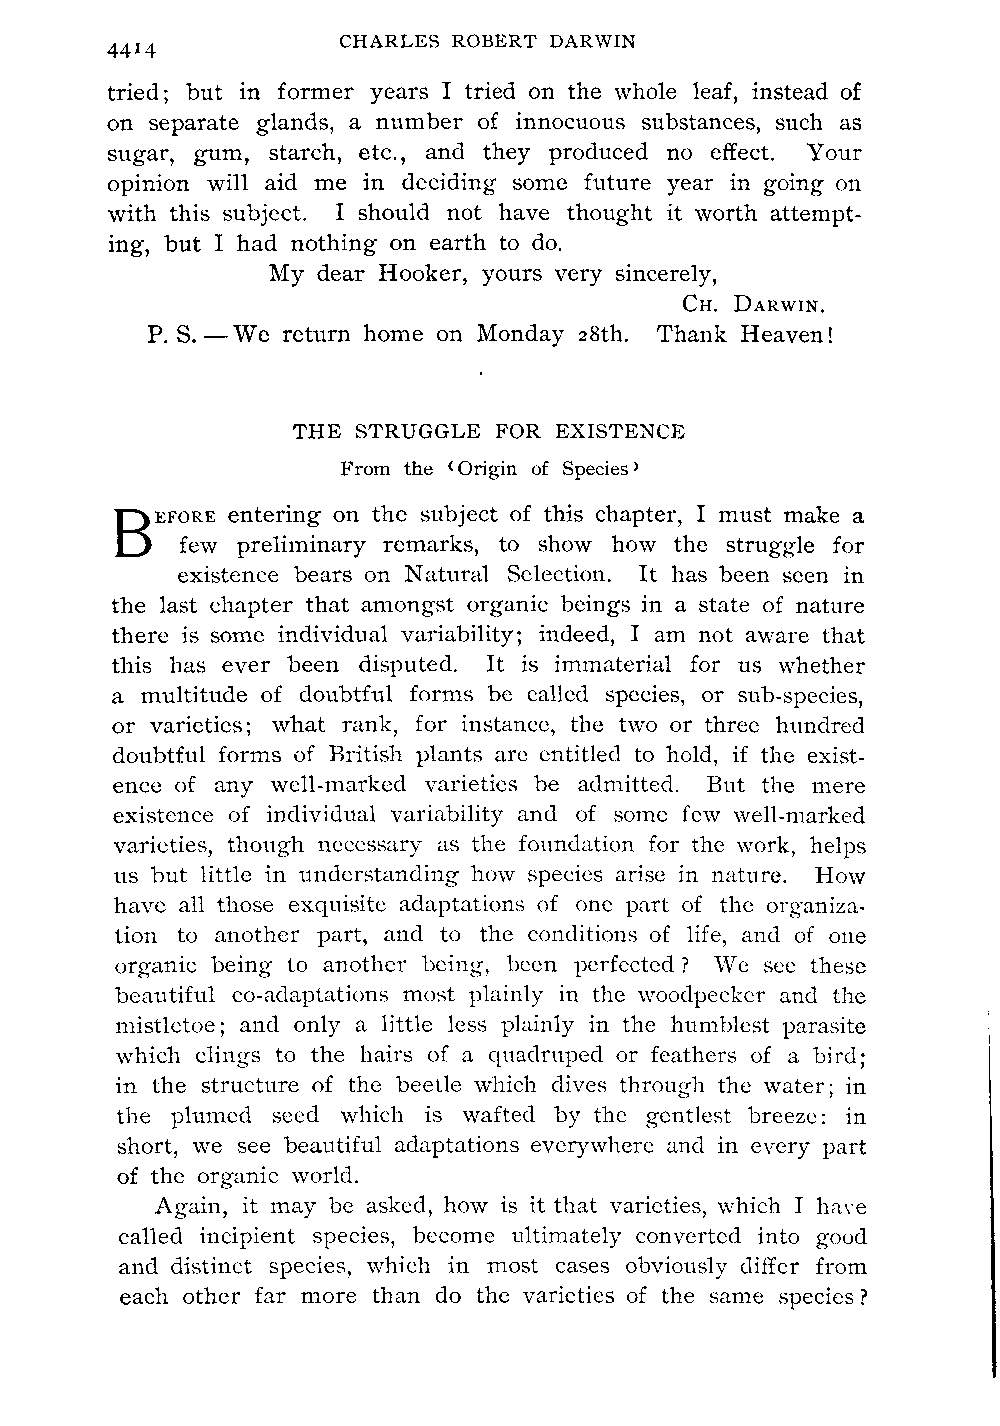 4414
CHARLES ROBERT DARWIN
tried; but in former years I tried on the whole leaf, instead of
on separate glands, a number of innocuous substances, such as
sugar, gum, starch, etc., and they produced no effect. Your
opinion will aid me in deciding some future year in going on
with this subject. I should not have thought it worth attempt-
ing, but I had nothing on earth to do.
My dear Hooker, yours very sincerely,
CH. DARWIN.
P. S. — We return home on Monday 28th. Thank Heaven!
THE STRUGGLE FOR EXISTENCE
From the ‹Origin of Species›
BEFORE entering on the subject of this chapter, I must make a
few preliminary remarks, to show how the struggle for
existence bears on Natural Selection. It has been seen in
the last chapter that amongst organic beings in a state of nature
there is some individual variability; indeed, I am not aware that
this has ever been disputed. It is immaterial for us whether
a multitude of doubtful forms be called species, or sub-species,
or varieties; what rank, for instance, the two or three hundred
doubtful forms of British plants are entitled to hold, if the exist-
ence of any well-marked varieties be admitted. But the mere
existence of individual variability and of some few well-marked
varieties, though necessary as the foundation for the work, helps
us but little in understanding how species arise in nature. How
have all those exquisite adaptations of one part of the organiza-
tion to another part, and to the conditions of life, and of one
organic being to another being, been perfected? We see these
beautiful co-adaptations most plainly in the woodpecker and the
mistletoe; and only a little less plainly in the humblest parasite
which clings to the hairs of a quadruped or feathers of a bird;
in the structure of the beetle which dives through the water; in
the plumed seed which is wafted by the gentlest breeze: in
short, we see beautiful adaptations everywhere and in every part
of the organic world.
Again, it may be asked, how is it that varieties, which I have
called incipient species, become ultimately converted into good
and distinct species, which in most cases obviously differ from
each other far more than do the varieties of the same species?